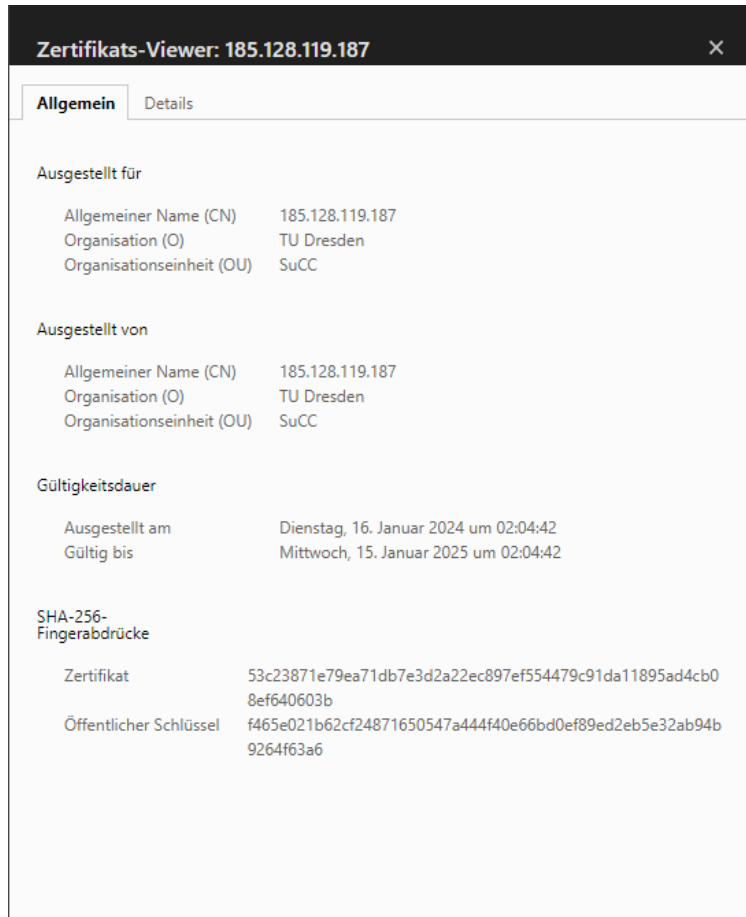 Zertifikats-Viewer: 185.128.119.187
Allgemein Details
Ausgestellt für
Allgemeiner Name (CN) 185.128.119.187
Organisation (O) TU Dresden
Organisationseinheit (OU) SuCC
Ausgestellt von
Allgemeiner Name (CN) 185.128.119.187
Organisation (O) TU Dresden
Organisationseinheit (OU) SuCC
Gültigkeitsdauer
Ausgestellt am Dienstag, 16. Januar 2024 um 02:04:42
Gültig bis Mittwoch, 15. Januar 2025 um 02:04:42
SHA-256-
Fingerabdrücke
Zertifikat 53c23871e79ea71db7e3d2a22ec897ef554479c91da11895ad4cb0
8ef640603b
Öffentlicher Schlüssel f465e021b62cf24871650547a444f40e66bd0ef89ed2eb5e32ab94b
9264f63a6